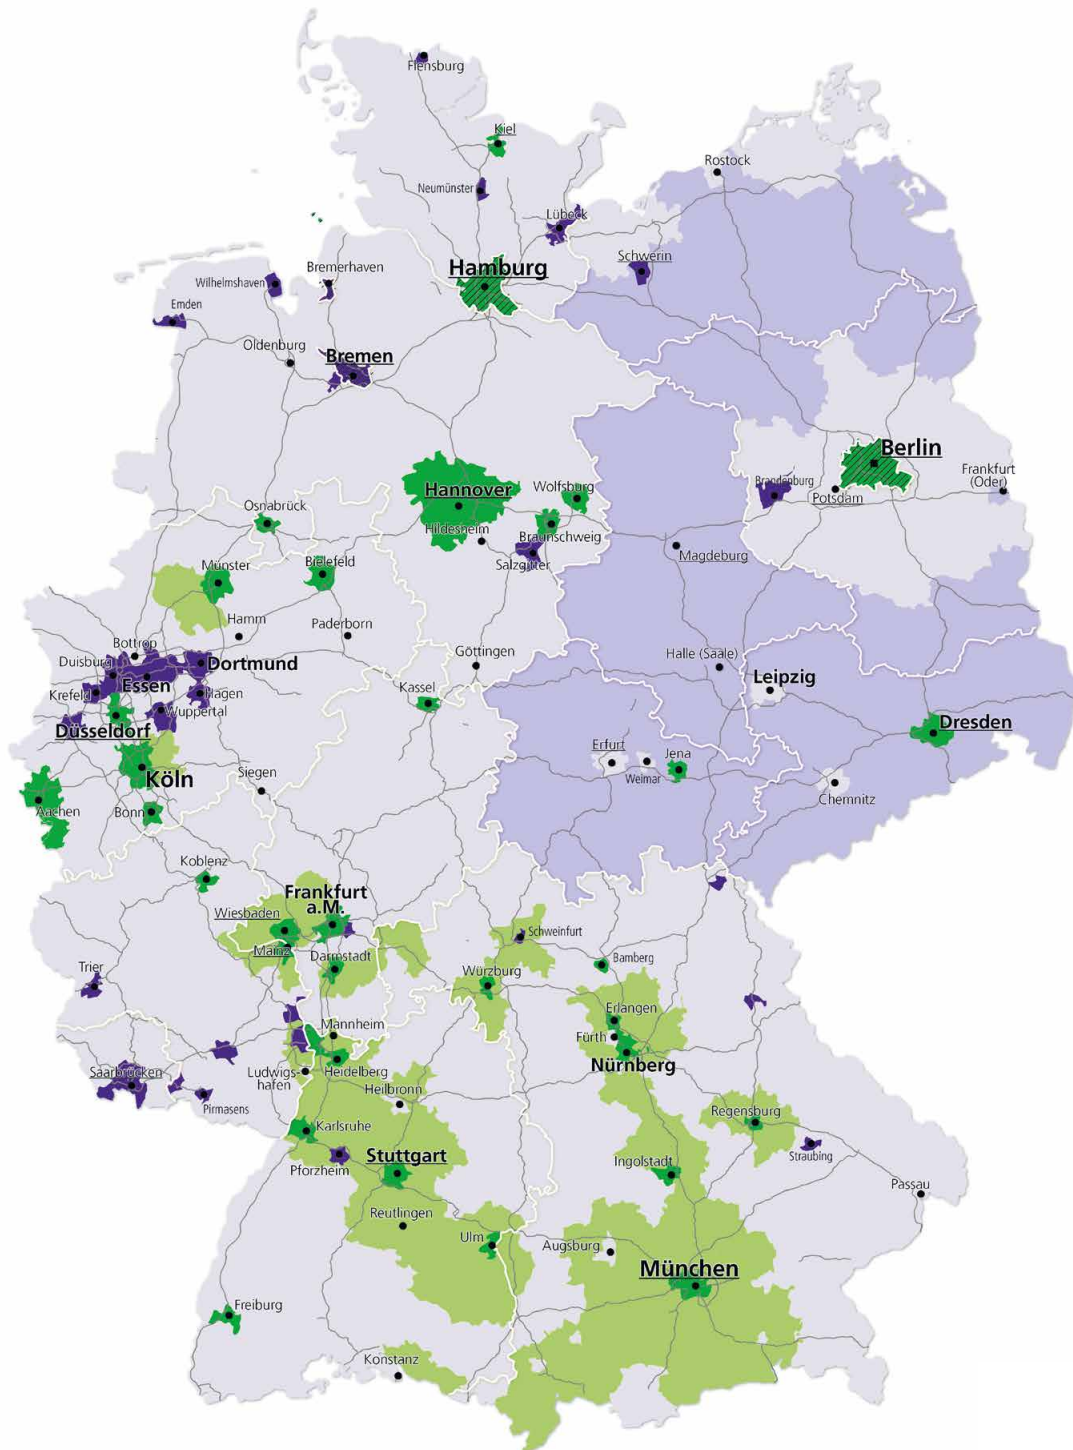 Flensburg
Kiel
Rostock
Neumünster
Lübeck
Schwerin
Hamburg
Bremerhaven
Wilhelmshaven
Emden
Oldenburg
Bremen
Berlin
Frankfurt
(Oder)
Brandenburg
Potsdam
Hannover
Wolfsburg
Osnabrück
Hildesheim
Braunschweig
Salzgitter
Magdeburg
Münster
Bielefeld
Hamm
Paderborn
Bottrop
Duisburg
Dortmund
Göttingen
Halle (Saale)
Leipzig
Essen
Krefeld
Hagen
Kassel
Wuppertal
Düsseldorf
Dresden
Erfurt
Weimar
Jena
Köln
Siegen
Chemnitz
Aachen
Bonn
Koblenz
Frankfurt
a.M.
Wiesbaden
Mainz
Schweinfurt
Darmstadt
Bamberg
Trier
Würzburg
Erlangen
Mannheim
Fürth
Nürnberg
Saarbrücken
Ludwigs-
hafen
Heidelberg
Heilbronn
Pirmasens
Regensburg
Karlsruhe
Straubing
Pforzheim
Stuttgart
Ingolstadt
Passau
Reutlingen
Ulm
Augsburg
München
Freiburg
Konstanz